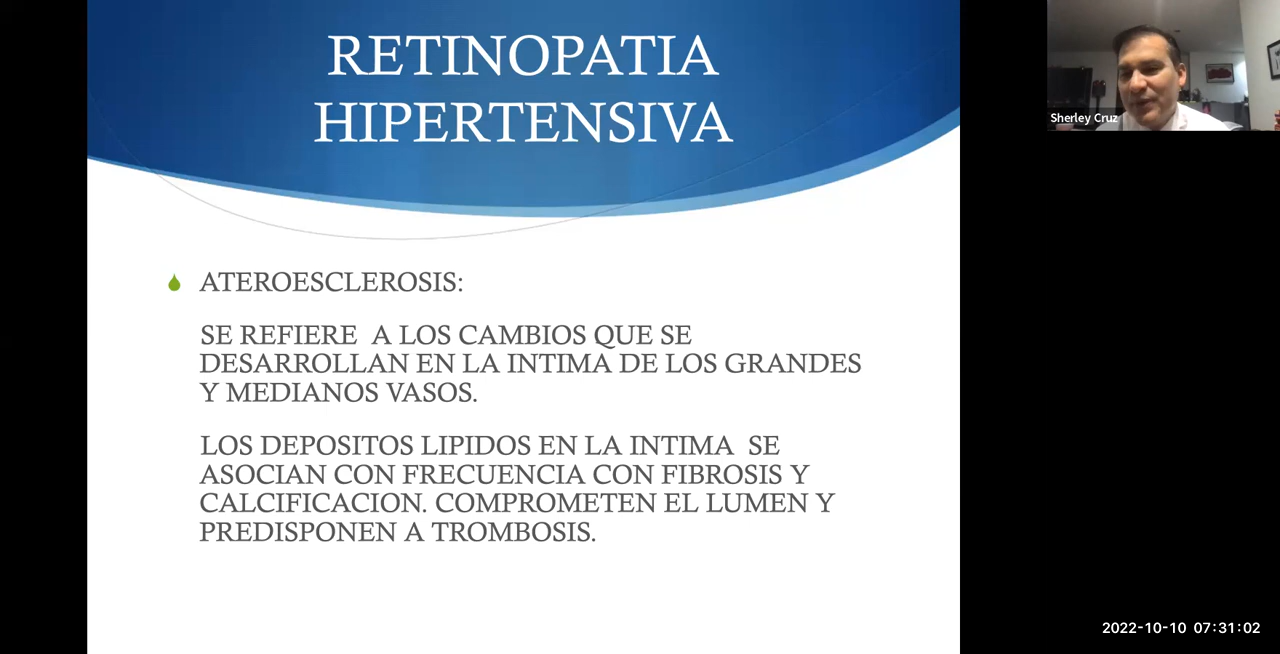 RETINOPATIA
HIPERTENSIVA
Sherley Cruz
ATEROESCLEROSIS:
SE REFIERE A LOS CAMBIOS QUE SE
DESARROLLAN EN LA INTIMA DE LOS GRANDES
Y MEDIANOS VASOS.
LOS DEPOSITOS LIPIDOS EN LA INTIMA SE
ASOCIAN CON FRECUENCIA CON FIBROSIS Y
CALCIFICACION. COMPROMETEN EL LUMEN Y
PREDISPONEN A TROMBOSIS.
2022-10-10 07:31:02